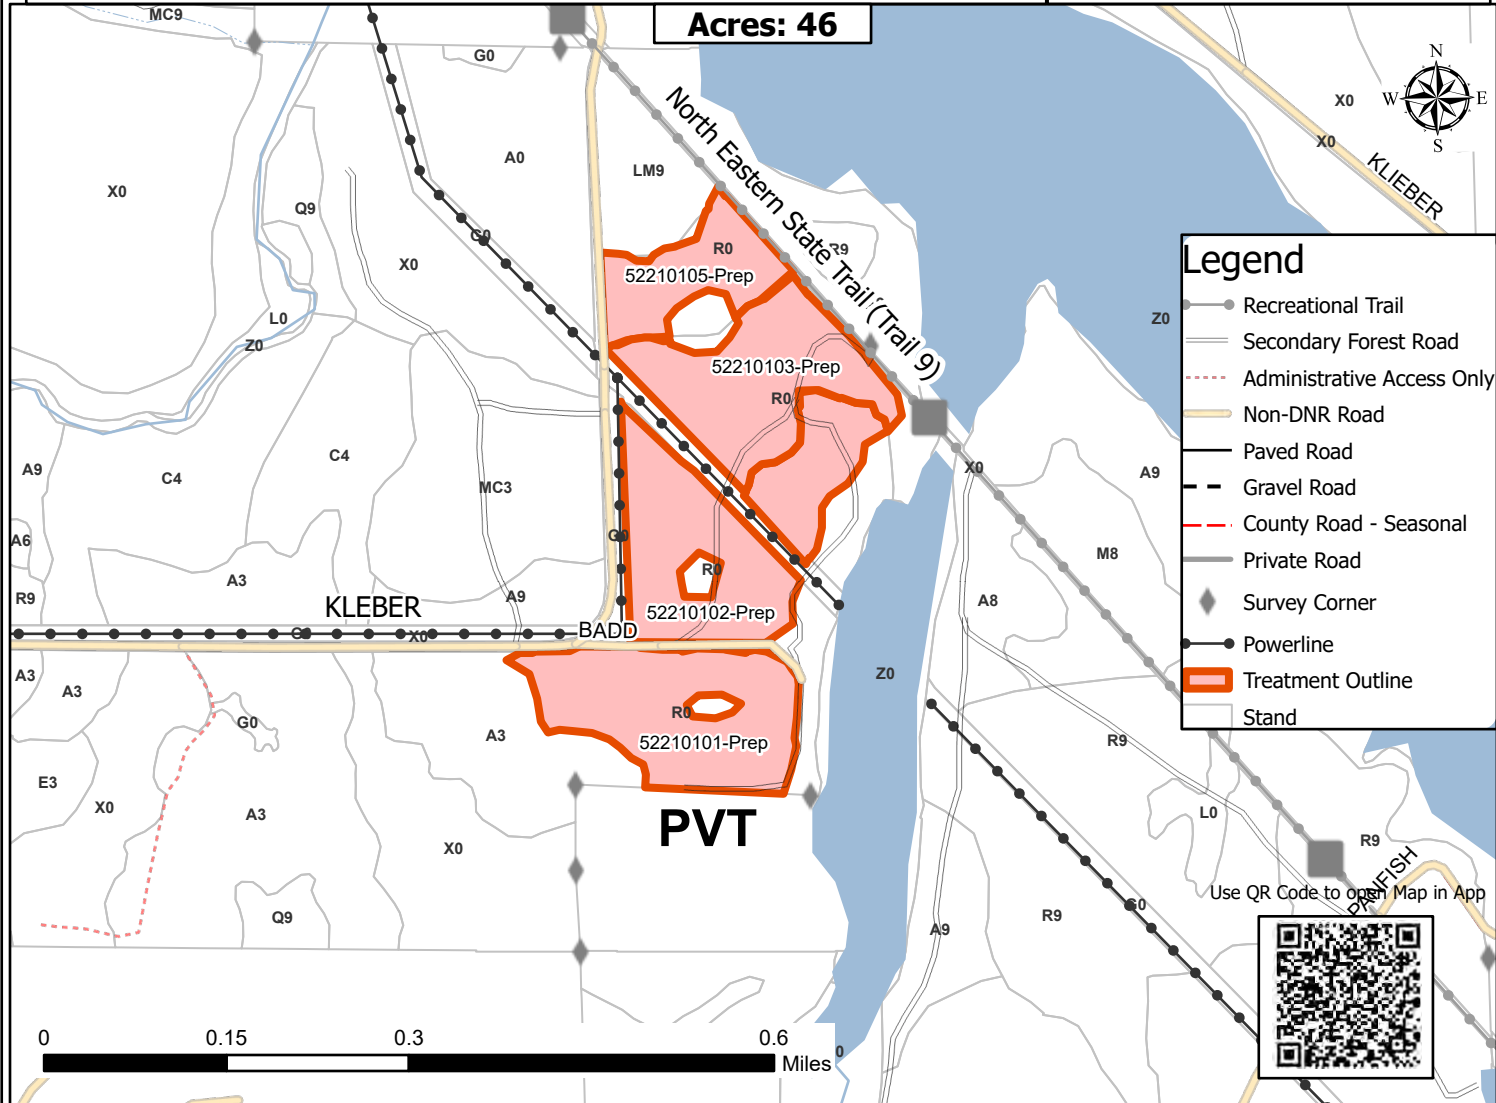 Acres: 46
MC9
G0
N
W
E
S
X0
X0
KLIEBER
A0
LM9
X0
Q9
G0
X0
North Eastern State Trail (Trail 9)
R0
R9
52210105-Prep
L0
Z0
Z0
52210103-Prep
R0
Legend
Recreational Trail
Secondary Forest Road
Administrative Access Only
Non-DNR Road
Paved Road
Gravel Road
County Road - Seasonal
Private Road
Survey Corner
Powerline
Treatment Outline
Stand
A9
C4
C4
MC3
X0
A9
A6
M8
A3
R9
A9
R0
A8
KLEBER
52210102-Prep
X0
BADD
A3
A3
Z0
G0
R0
A3
52210101-Prep
R9
E3
X0
A3
X0
PVT
L0
R9
PANFISH
Use QR Code to open Map in App
Q9
A9
R9
G0
0
0.15
0.3
0.6
Miles